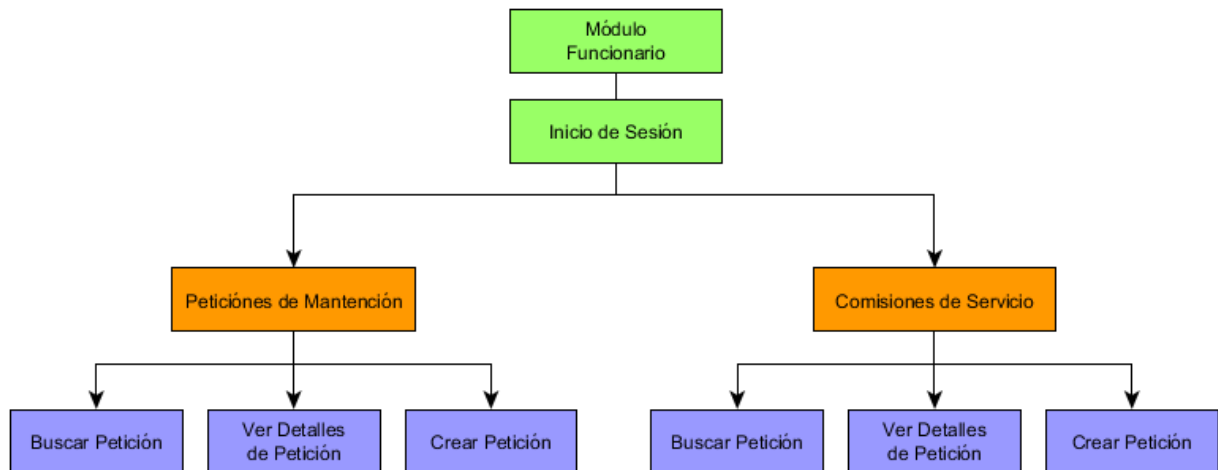 Módulo
Funcionario
Inicio de Sesión
Peticiónes de Mantención
Comisiones de Servicio
Buscar Petición
Ver Detalles
de Petición
Crear Petición
Buscar Petición
Ver Detalles
de Petición
Crear Petición